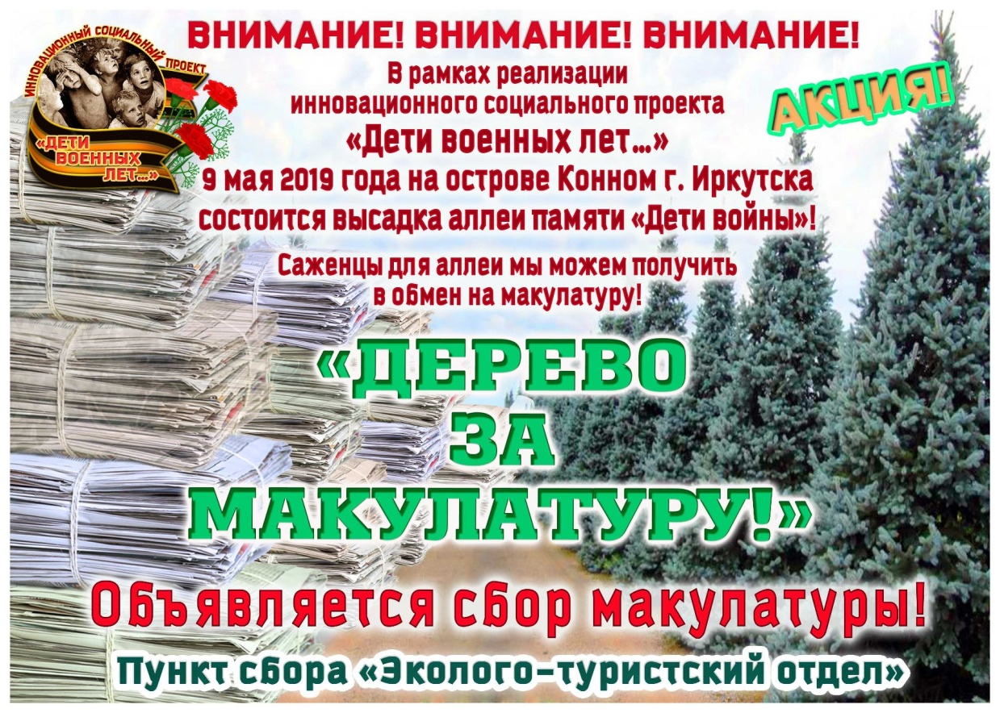 ИННОВАЦИОННЫЙ СОЦИАЛЬНЫЙ ПРОЕКТ
«ДЕТИ
ВОЕННЫХ
ЛЕТ...»
ВНИМАНИЕ! ВНИМАНИЕ! ВНИМАНИЕ!
АКЦИЯ!
В рамках реализации
инновационного социального проекта
«Дети военных лет...»
9 мая 2019 года на острове Конном г. Иркутска
состоится высадка аллеи памяти «Дети войны»!
Саженцы для аллеи мы можем получить
в обмен на макулатуру!
«ДЕРЕВО
ЗА
МАКУЛАТУРУ!»
Объявляется сбор макулатуры!
Пункт сбора «Эколого-туристский отдел»